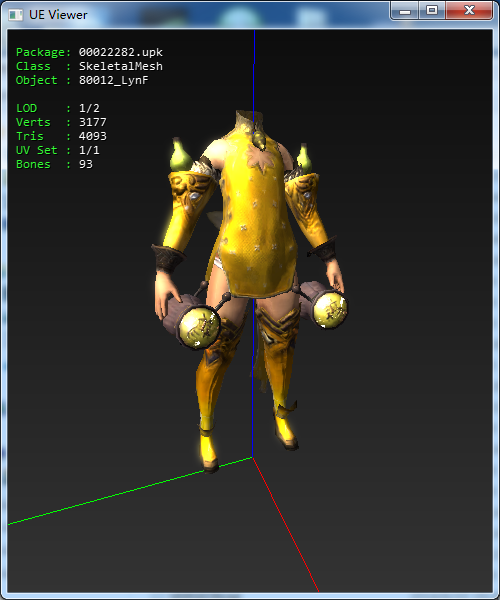 UE Viewer
Package: 00022282.upk
Class : SkeletalMesh
Object : 80012_LynF
LOD : 1/2
Verts : 3177
Tris : 4093
UV Set : 1/1
Bones : 93